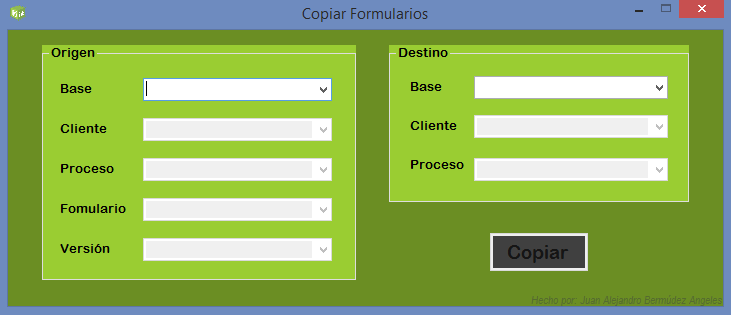 Copiar Formularios
Origen
Base
Cliente
Proceso
Fomulario
Versión
Destino
Base
Cliente
Proceso
Copiar
Hecho por: Juan Alejandro Bermúdez Angeles